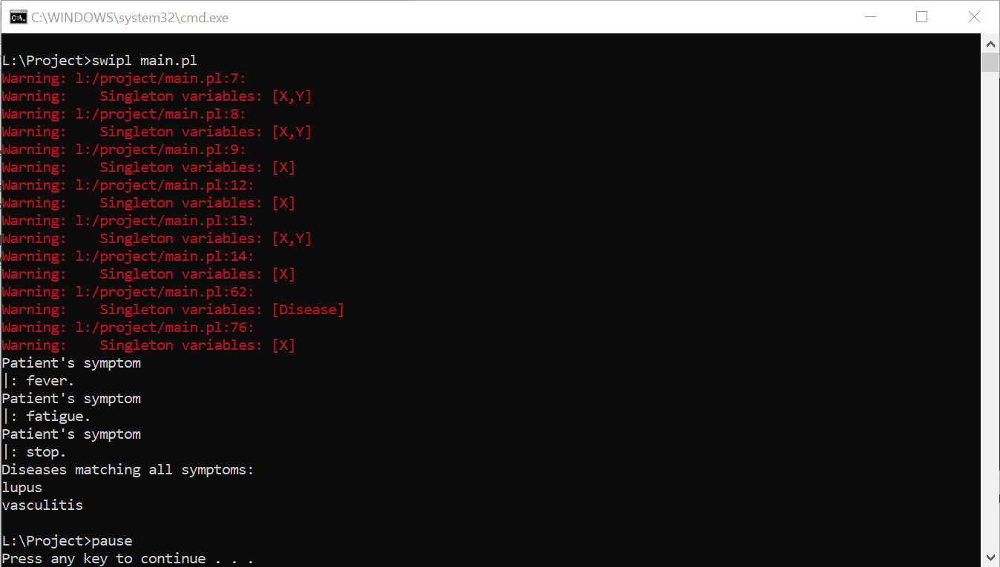 C:\WINDOWS\system32\cmd.exe
L:\Project>swipl main.pl
Warning: l:/project/main.pl:7:
Warning:    Singleton variables: [X,Y]
Warning: l:/project/main.pl:8:
Warning:    Singleton variables: [X,Y]
Warning: l:/project/main.pl:9:
Warning:    Singleton variables: [X]
Warning: l:/project/main.pl:12:
Warning:    Singleton variables: [X]
Warning: l:/project/main.pl:13:
Warning:    Singleton variables: [X,Y]
Warning: l:/project/main.pl:14:
Warning:    Singleton variables: [X]
Warning: l:/project/main.pl:62:
Warning:    Singleton variables: [Disease]
Warning: l:/project/main.pl:76:
Warning:    Singleton variables: [X]
Patient's symptom
|: fever.
Patient's symptom
|: fatigue.
Patient's symptom
|: stop.
Diseases matching all symptoms:
lupus
vasculitis
L:\Project>pause
Press any key to continue . . .